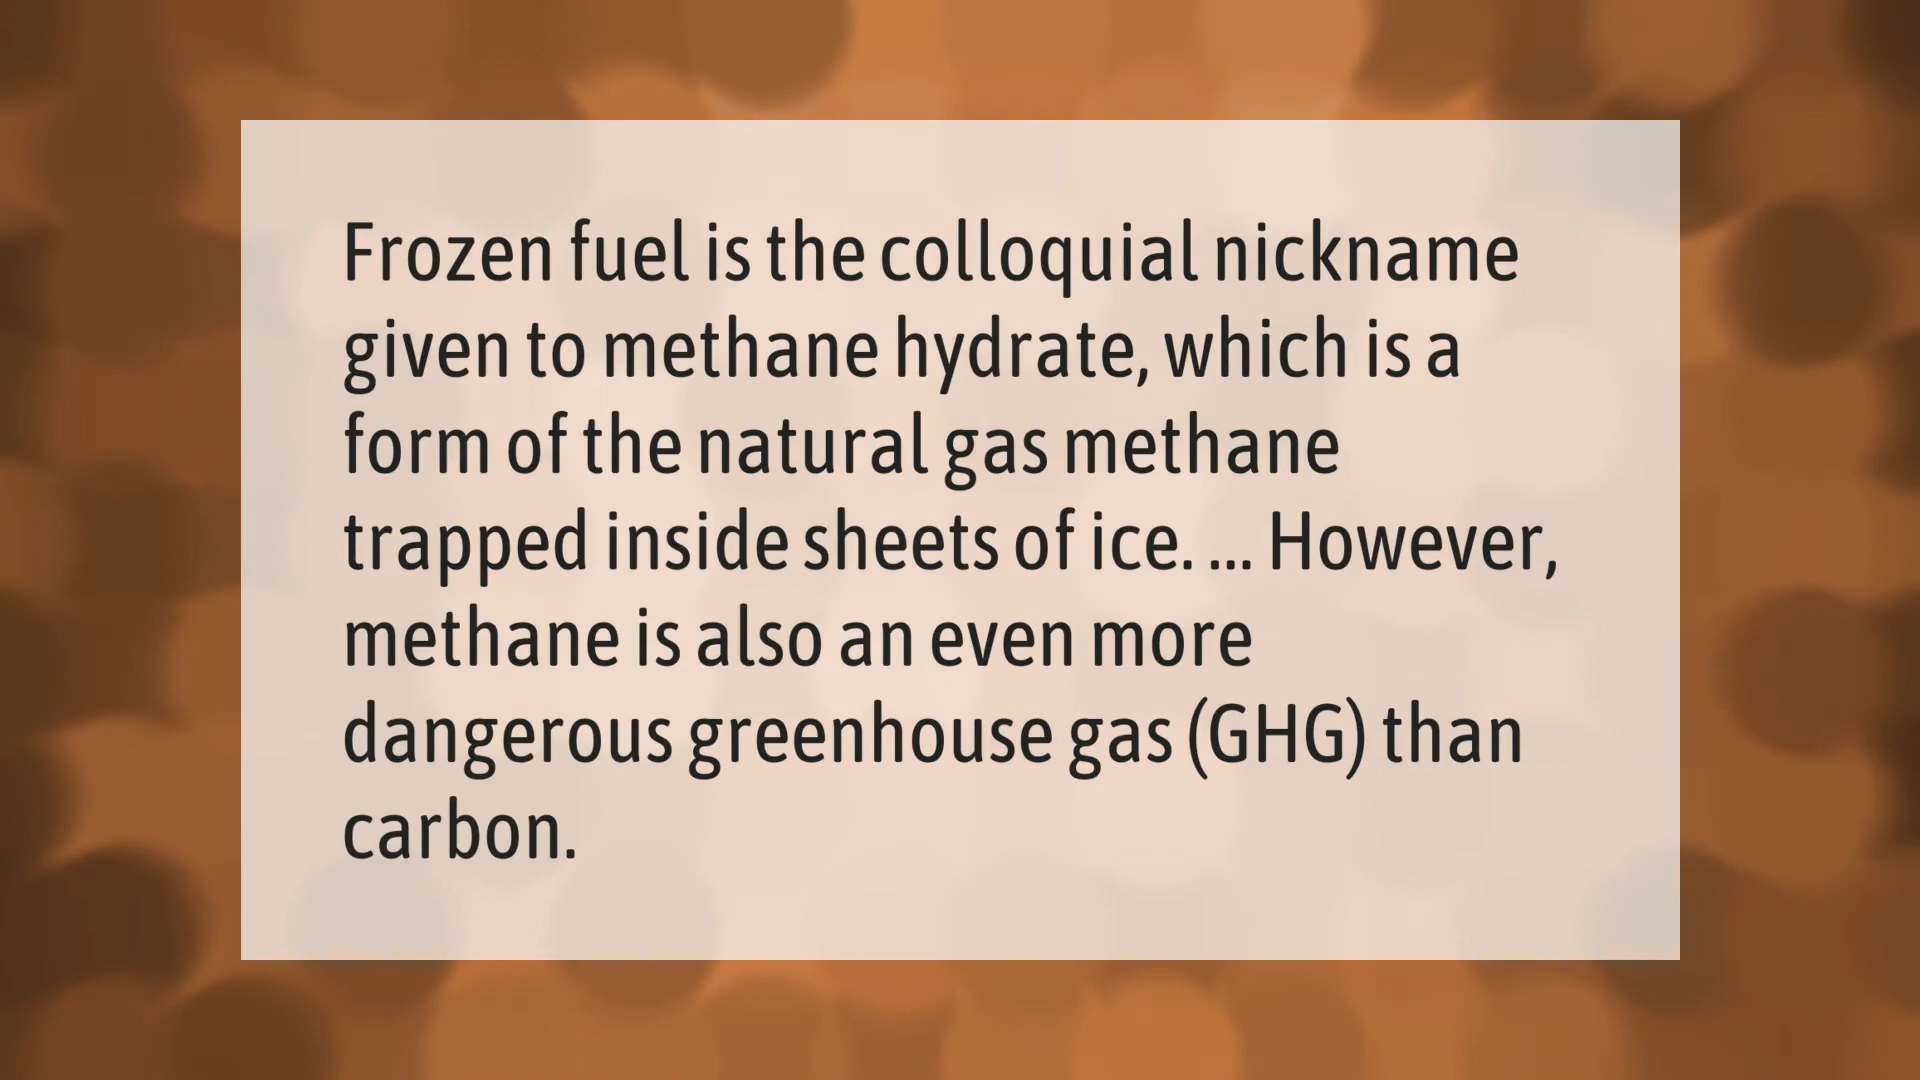 Frozen fuel is the colloquial nickname
given to methane hydrate, which is a
form of the natural gas methane
trapped inside sheets of ice. ... However,
methane is also an even more
dangerous greenhouse gas (GHG) than
carbon.